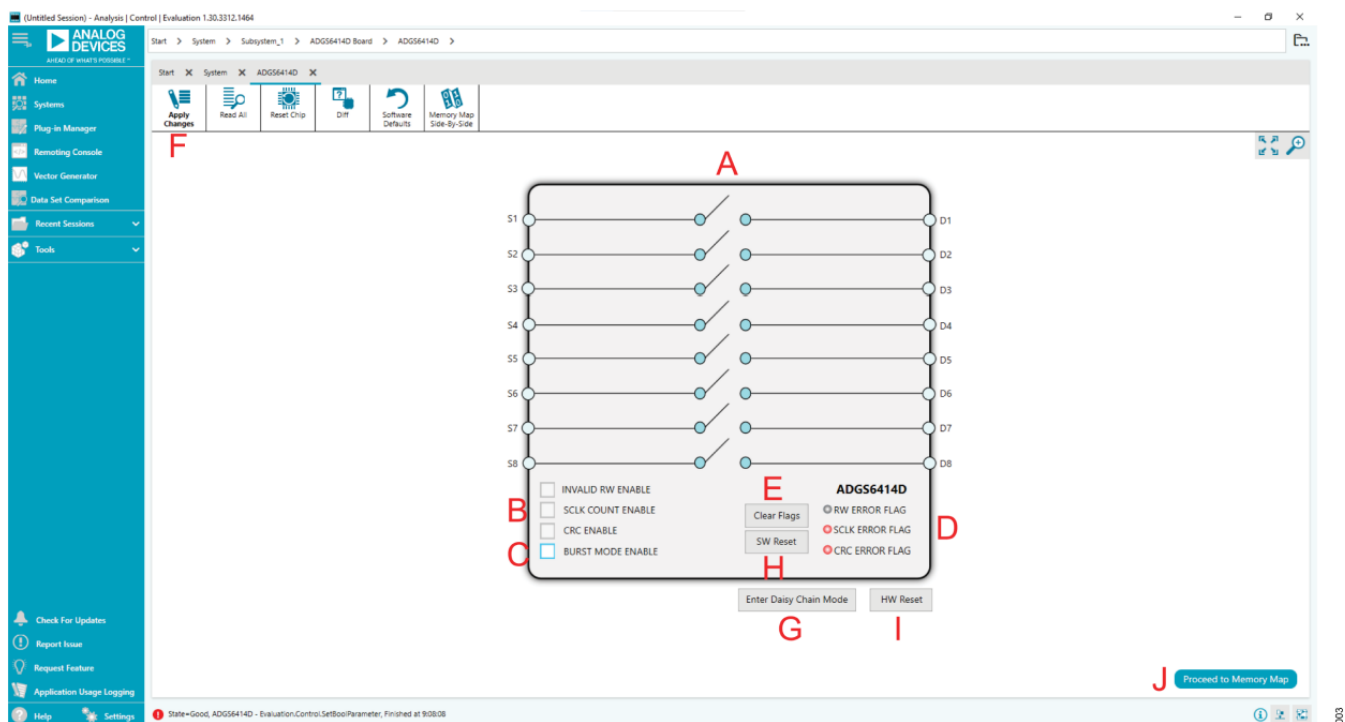 (Untitled Session) - Analysis | Control | Evaluation 1.30.3312.1464
ANALOG
DEVICES
AHEAD OF WHAT'S POSSIBLE™
Start > System > Subsystem_1 > ADGS6414D Board > ADGS6414D >
Start X System X ADGS6414D X
Home
Systems
Plug-in Manager
Remoting Console
Vector Generator
Data Set Comparison
Recent Sessions
Tools
Apply Changes
Read All
Reset Chip
Diff
Software Defaults
Memory Map Side-By-Side
F
A
S1 D1
S2 D2
S3 D3
S4 D4
S5 D5
S6 D6
S7 D7
S8 D8
INVALID RW ENABLE
B SCLK COUNT ENABLE
CRC ENABLE
C BURST MODE ENABLE
E
Clear Flags
SW Reset
H
ADGS6414D
RW ERROR FLAG
SCLK ERROR FLAG
CRC ERROR FLAG
D
Enter Daisy Chain Mode
HW Reset
G
I
J
Proceed to Memory Map
Check For Updates
Report Issue
Request Feature
Application Usage Logging
Help
Settings
State=Good, ADGS6414D - Evaluation.Control.SetBoolParameter, Finished at 9:08:08
003